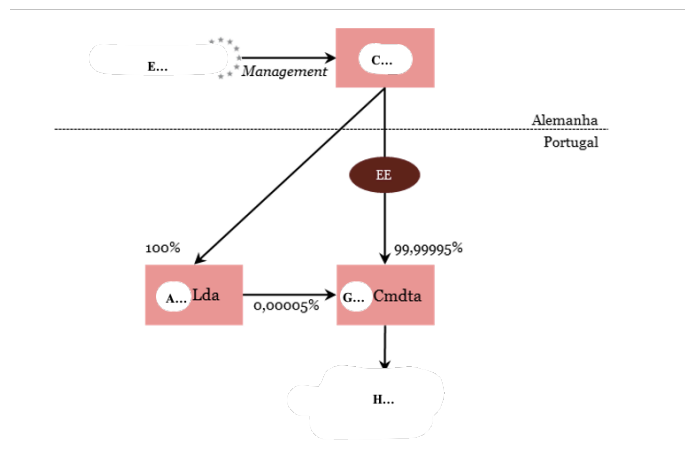 E...
C...
Management
Alemanha
Portugal
EE
100%
99,99995%
A... Lda
G... Cmdta
0,00005%
H...